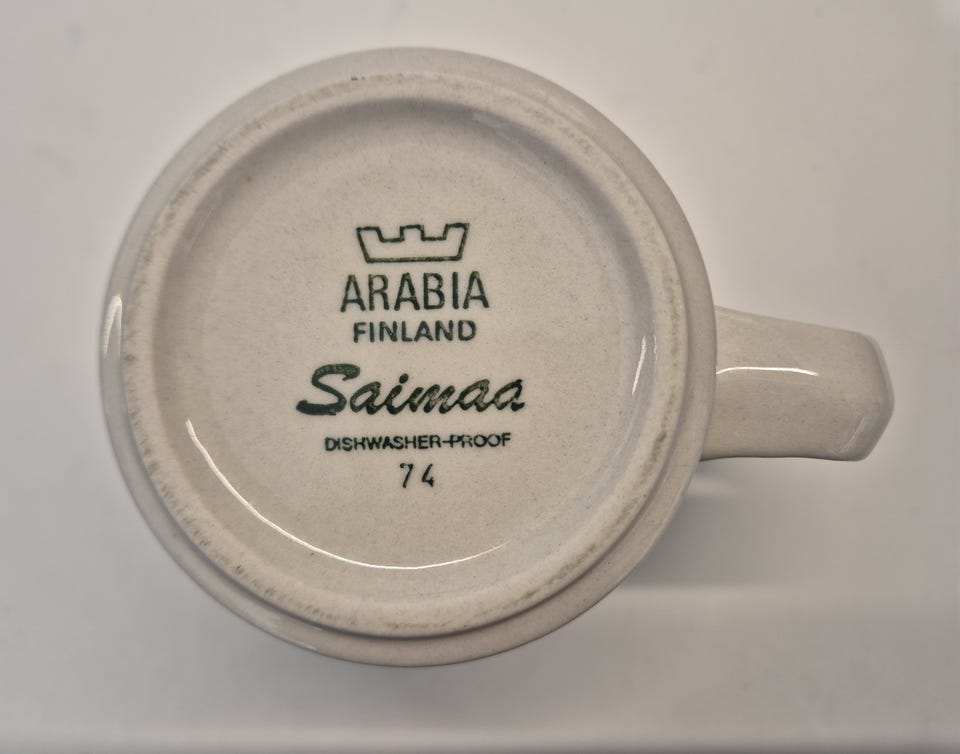 ARABIA
FINLAND
Saimaa
DISHWASHER-PROOF
74